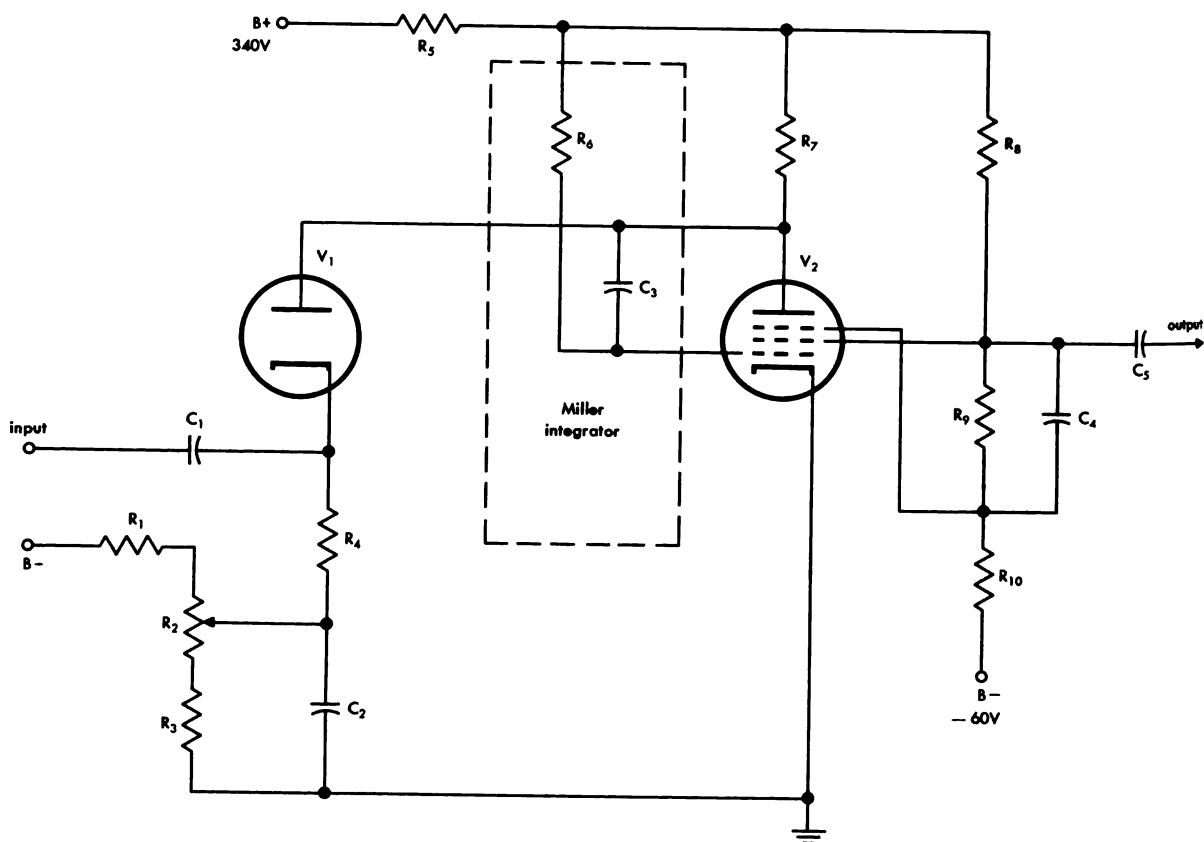 B+
340V
R5
R6
R7
R8
V1
C3
V2
output
C5
Miller
integrator
R9
C4
C1
input
R1
R4
B-
R10
R2
B-
- 60V
R3
C2